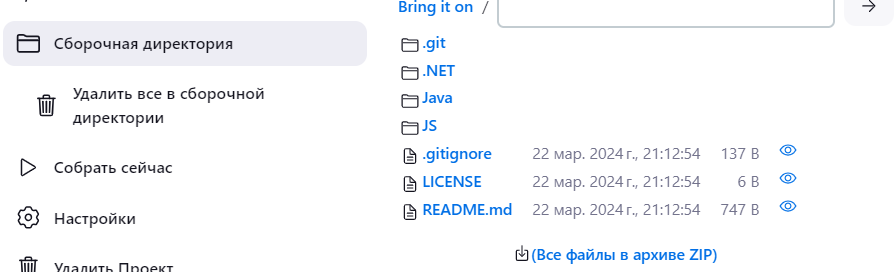 Bring it on /
Сборочная директория
Удалить все в сборочной
директории
Собрать сейчас
Настройки
Удалить Проект
.git
.NET
Java
JS
.gitignore 22 мар. 2024 г., 21:12:54 137 B
LICENSE 22 мар. 2024 г., 21:12:54 6 B
README.md 22 мар. 2024 г., 21:12:54 747 B
(Все файлы в архиве ZIP)